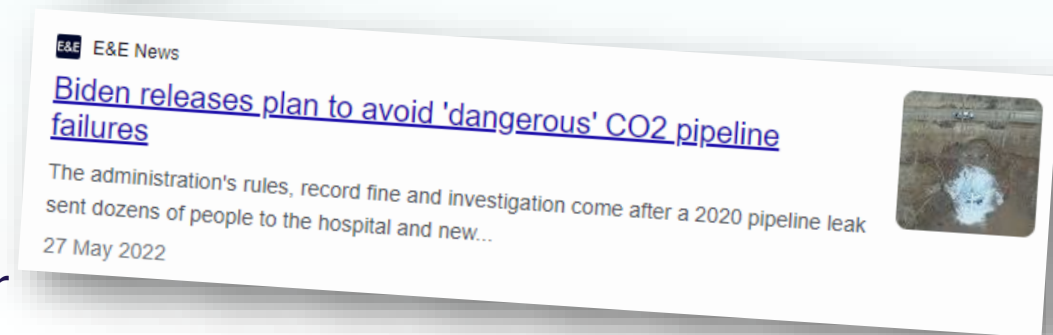 E&E E&E News
Biden releases plan to avoid 'dangerous' CO2 pipeline
failures
The administration's rules, record fine and investigation come after a 2020 pipeline leak
sent dozens of people to the hospital and new...
27 May 2022